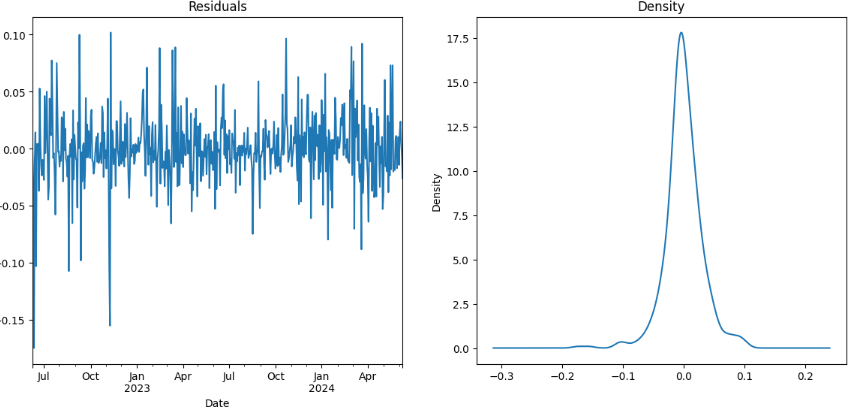 Residuals
0.10
0.05
0.00
-0.05
-0.10
-0.15
Jul
Oct
Jan
2023
Apr
Jul
Oct
Jan
2024
Apr
Date
Density
17.5
15.0
12.5
10.0
7.5
5.0
2.5
0.0
Density
−0.3
−0.2
−0.1
0.0
0.1
0.2